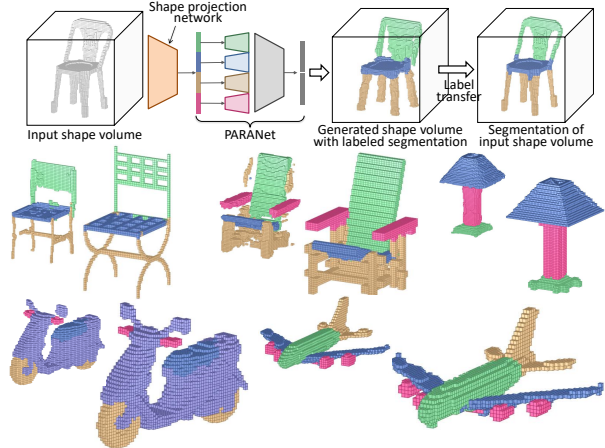 Shape projection
network
Input shape volume
PARANet
Generated shape volume
with labeled segmentation
Label
transfer
Segmentation of
input shape volume